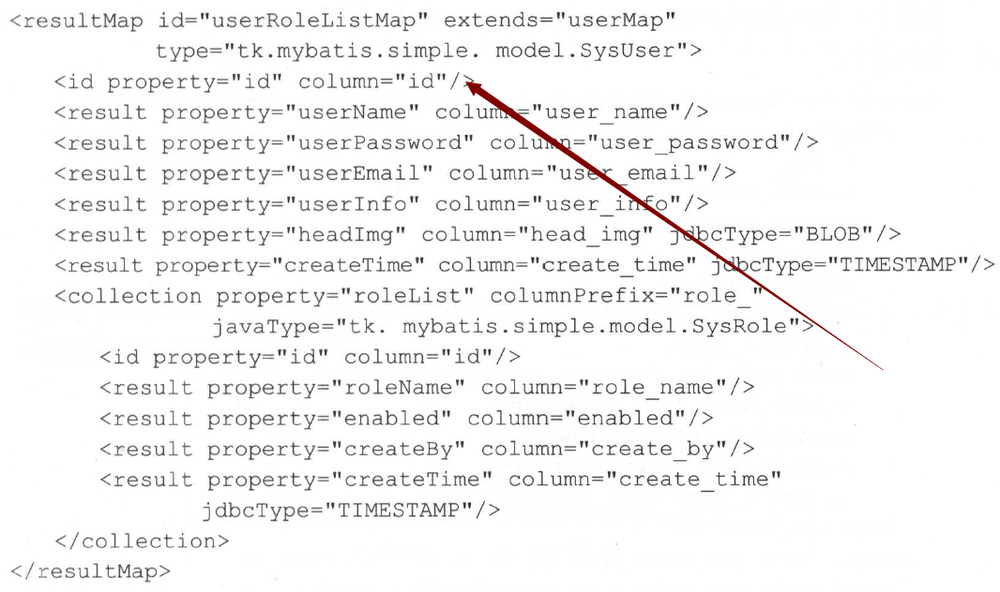 <resultMap id="userRoleListMap" extends="userMap"
type="tk.mybatis.simple. model.SysUser">
<id property="id" column="id"/>
<result property="userName" column="user_name"/>
<result property="userPassword" column="user_password"/>
<result property="userEmail" column="user_email"/>
<result property="userInfo" column="user_info"/>
<result property="headImg" column="head_img" jdbcType="BLOB"/>
<result property="createTime" column="create_time" jdbcType="TIMESTAMP"/>
<collection property="roleList" columnPrefix="role_"
javaType="tk. mybatis.simple.model.SysRole">
<id property="id" column="id"/>
<result property="roleName" column="role_name"/>
<result property="enabled" column="enabled"/>
<result property="createBy" column="create_by"/>
<result property="createTime" column="create_time"
jdbcType="TIMESTAMP"/>
</collection>
</resultMap>